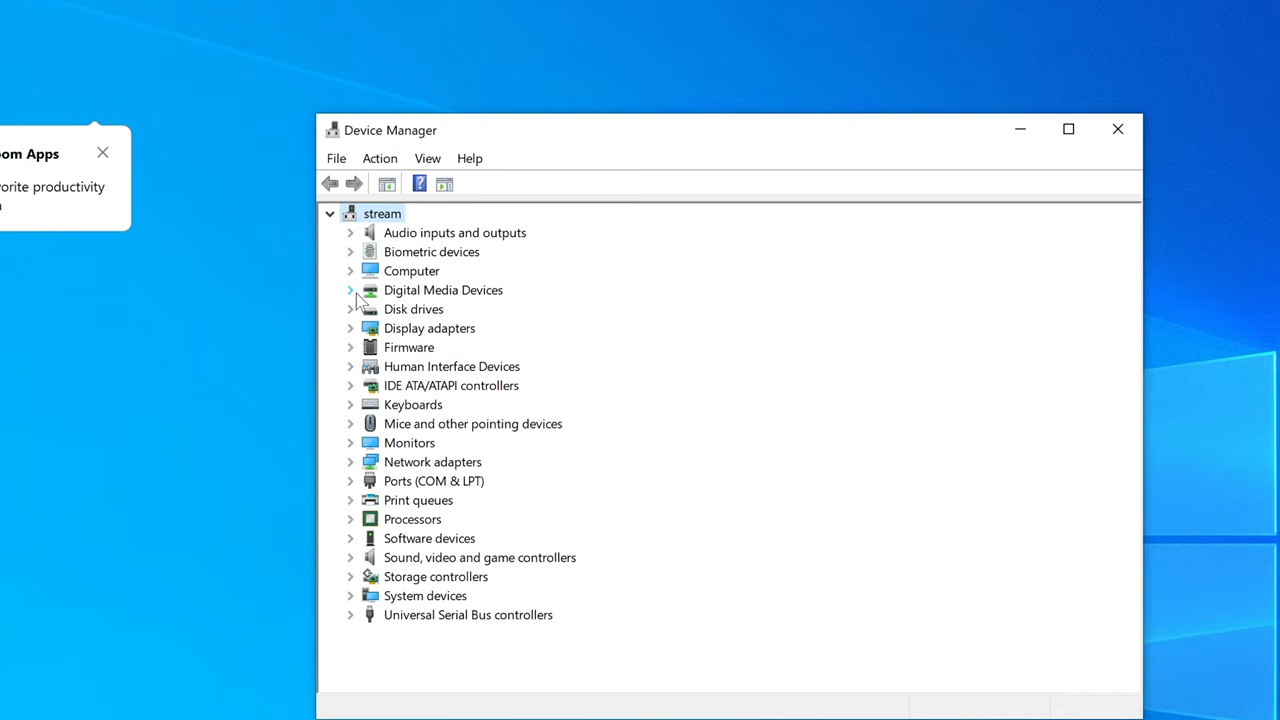 oom Apps
vorite productivity
Device Manager
File Action View Help
stream
Audio inputs and outputs
Biometric devices
Computer
Digital Media Devices
Disk drives
Display adapters
Firmware
Human Interface Devices
IDE ATA/ATAPI controllers
Keyboards
Mice and other pointing devices
Monitors
Network adapters
Ports (COM & LPT)
Print queues
Processors
Software devices
Sound, video and game controllers
Storage controllers
System devices
Universal Serial Bus controllers